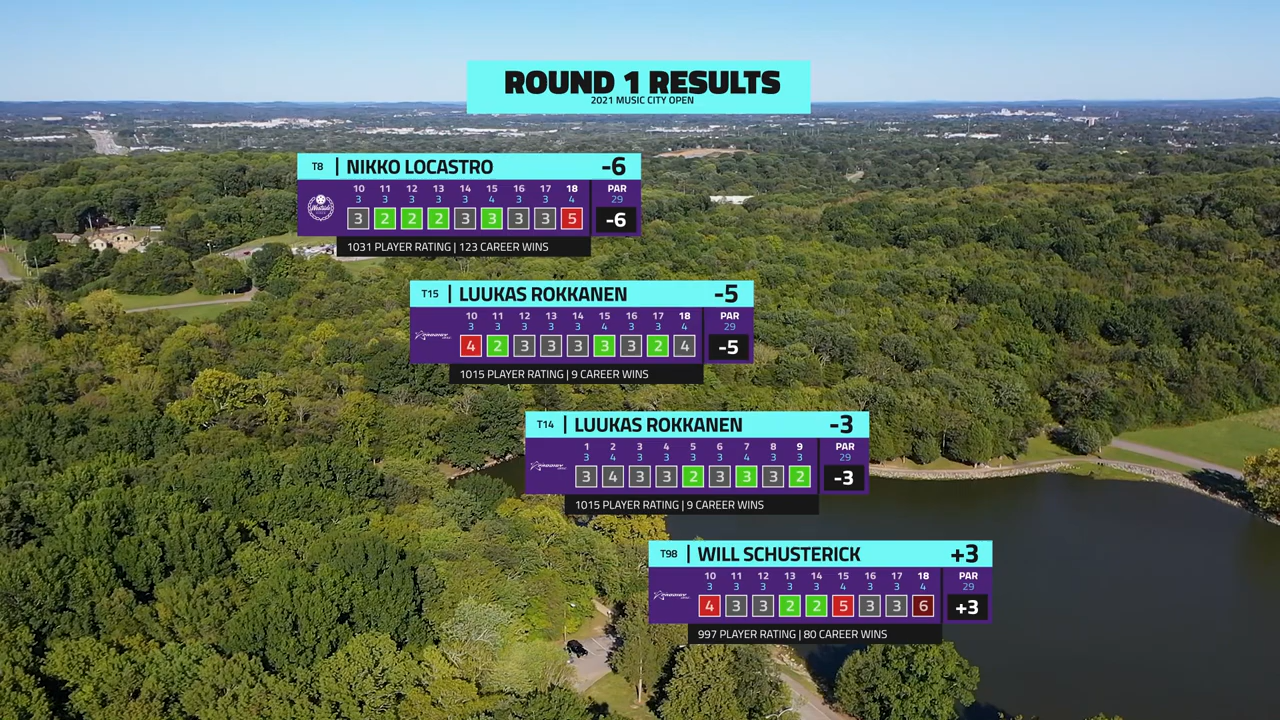 ROUND 1 RESULTS
2021 MUSIC CITY OPEN
T8 | NIKKO LOCASTRO -6
10 11 12 13 14 15 16 17 18 PAR
3 3 3 3 3 4 3 3 4 29
3 2 2 2 3 3 3 3 5 -6
1031 PLAYER RATING | 123 CAREER WINS
T15 | LUUKAS ROKKANEN -5
10 11 12 13 14 15 16 17 18 PAR
3 3 3 3 3 4 3 3 4 29
PRODIGY 4 2 3 3 3 3 3 2 4 -5
1015 PLAYER RATING | 9 CAREER WINS
T14 | LUUKAS ROKKANEN -3
1 2 3 4 5 6 7 8 9 PAR
3 4 3 3 3 3 4 3 3 29
PRODIGY 3 4 3 3 2 3 3 3 2 -3
1015 PLAYER RATING | 9 CAREER WINS
T98 | WILL SCHUSTERICK +3
10 11 12 13 14 15 16 17 18 PAR
3 3 3 3 3 4 3 3 4 29
PRODIGY 4 3 3 2 2 5 3 3 6 +3
997 PLAYER RATING | 80 CAREER WINS